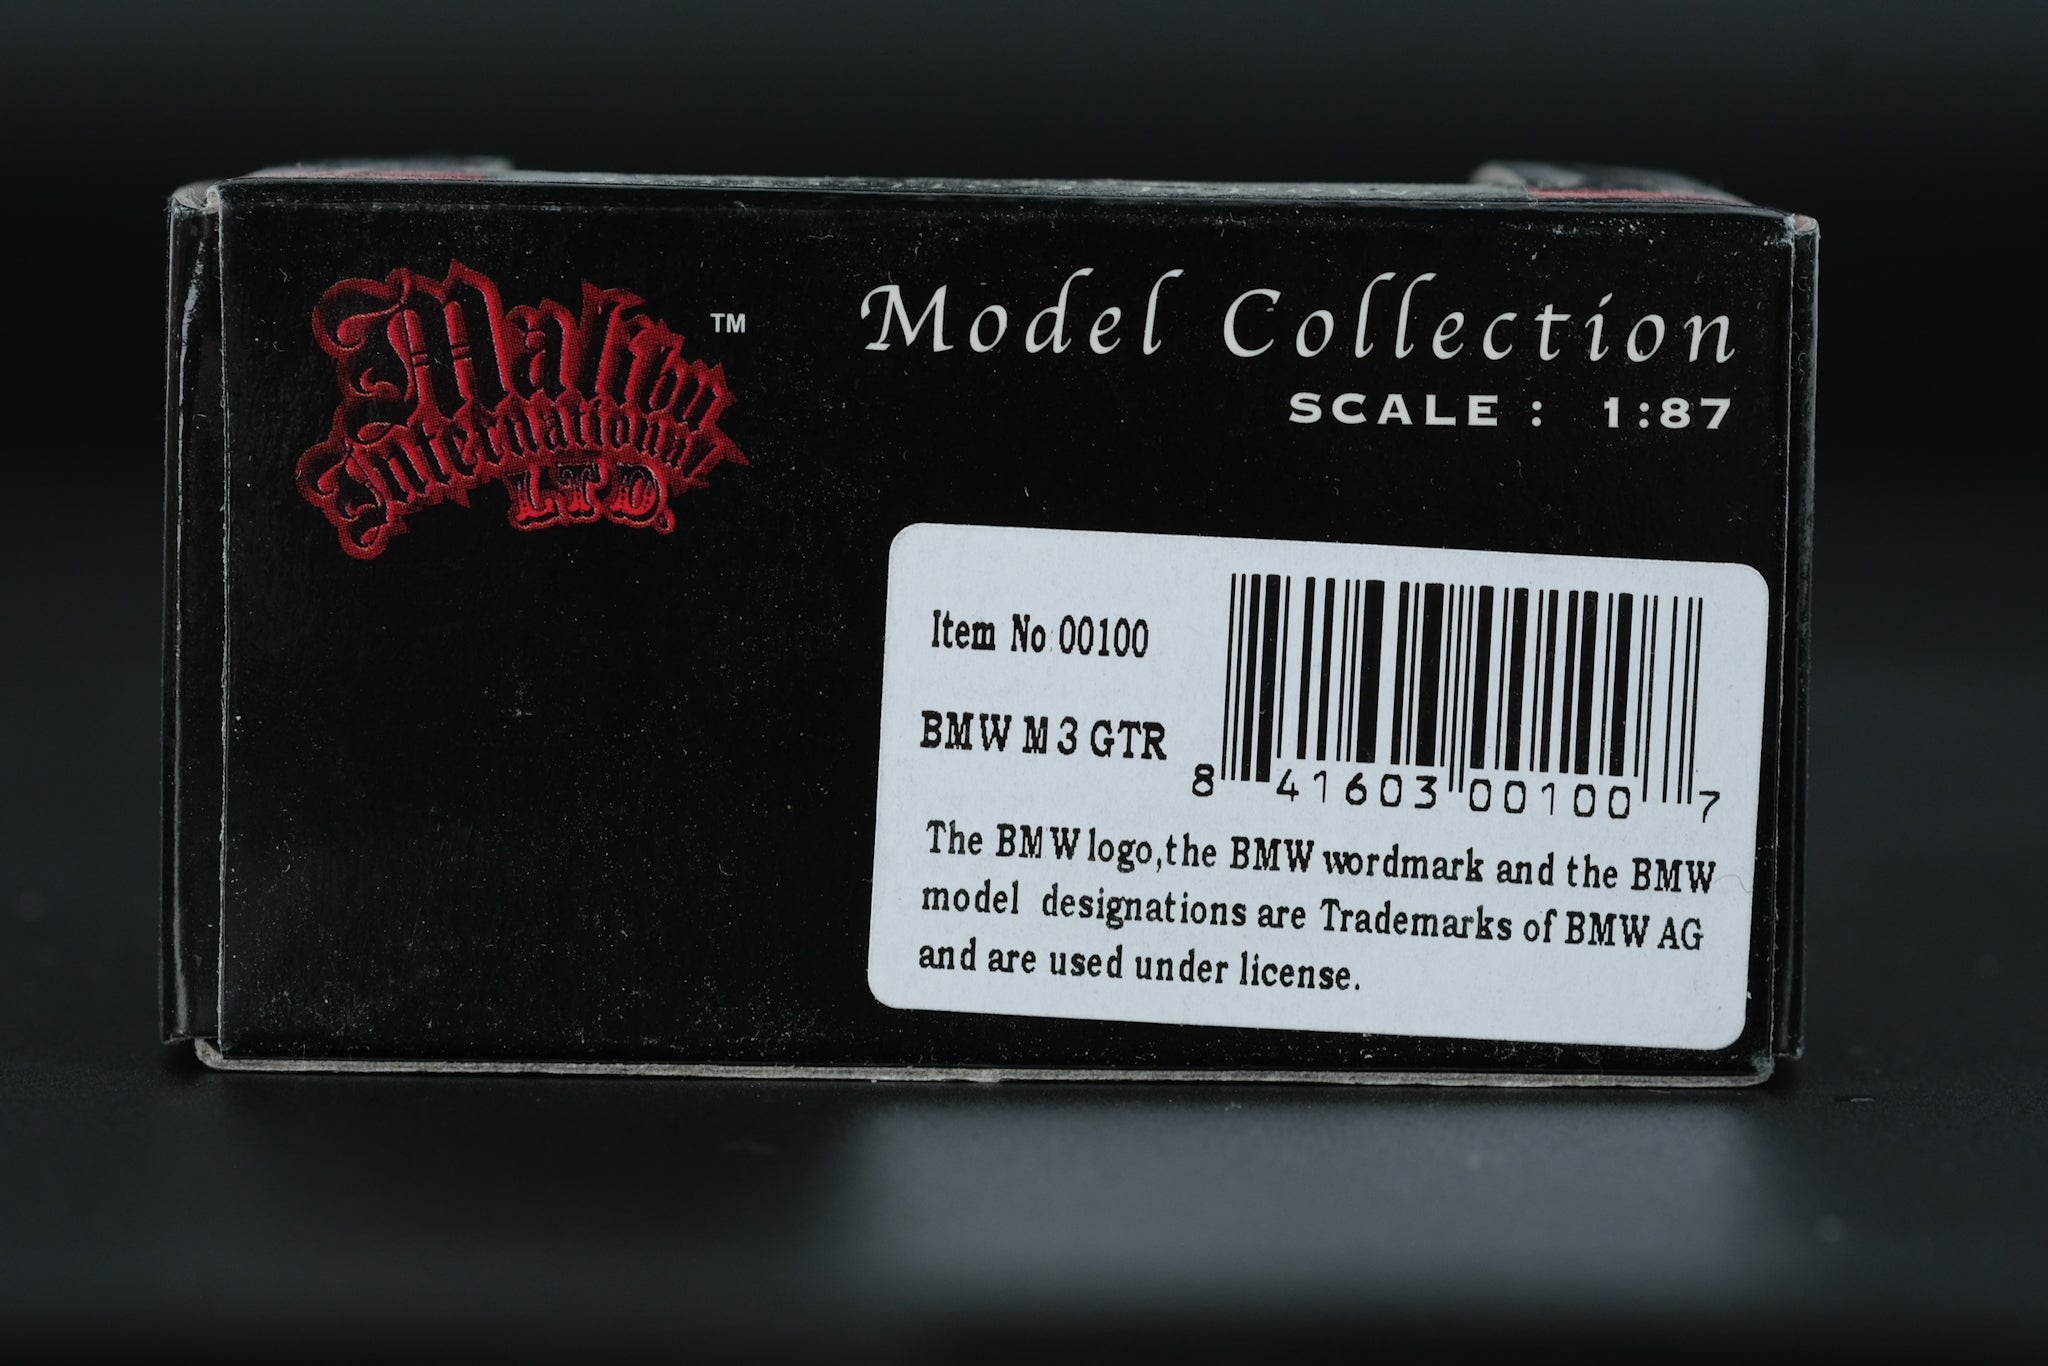 Malibu
International
LTD.
TM
Model Collection
SCALE : 1:87
Item No 00100
BMW M3 GTR
8 41603 00100 7
The BMW logo,the BMW wordmark and the BMW
model designations are Trademarks of BMW AG
and are used under license.